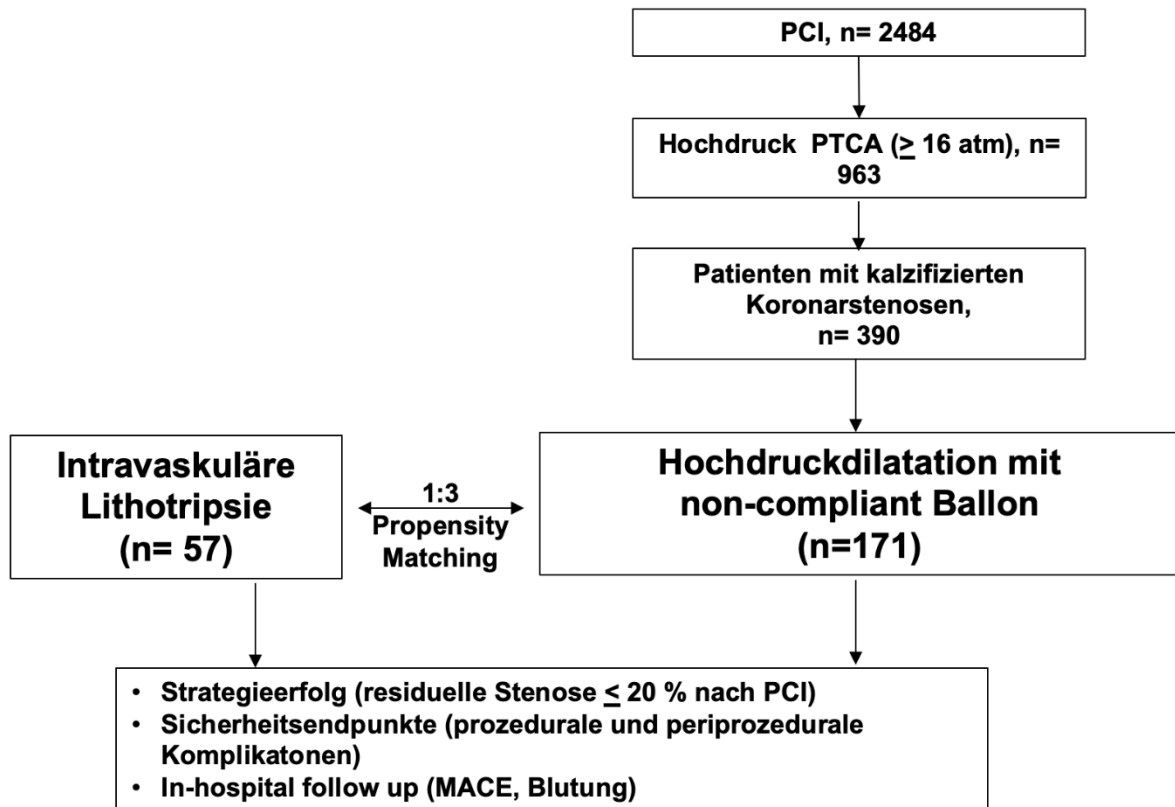 PCI, n= 2484
Hochdruck PTCA (≥ 16 atm), n=
963
Patienten mit kalzifizierten
Koronarstenosen,
n= 390
Intravaskuläre
Lithotripsie
(n= 57)
1:3
Propensity
Matching
Hochdruckdilatation mit
non-compliant Ballon
(n=171)
• Strategieerfolg (residuelle Stenose ≤ 20 % nach PCI)
• Sicherheitsendpunkte (prozedurale und periprozedurale
Komplikatonen)
• In-hospital follow up (MACE, Blutung)